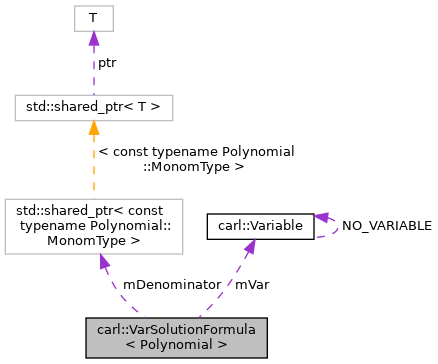 T
ptr
std::shared_ptr< T >
< const typename Polynomial
::MonomType >
std::shared_ptr< const
typename Polynomial::
MonomType >
carl::Variable
NO_VARIABLE
mDenominator
mVar
carl::VarSolutionFormula
< Polynomial >